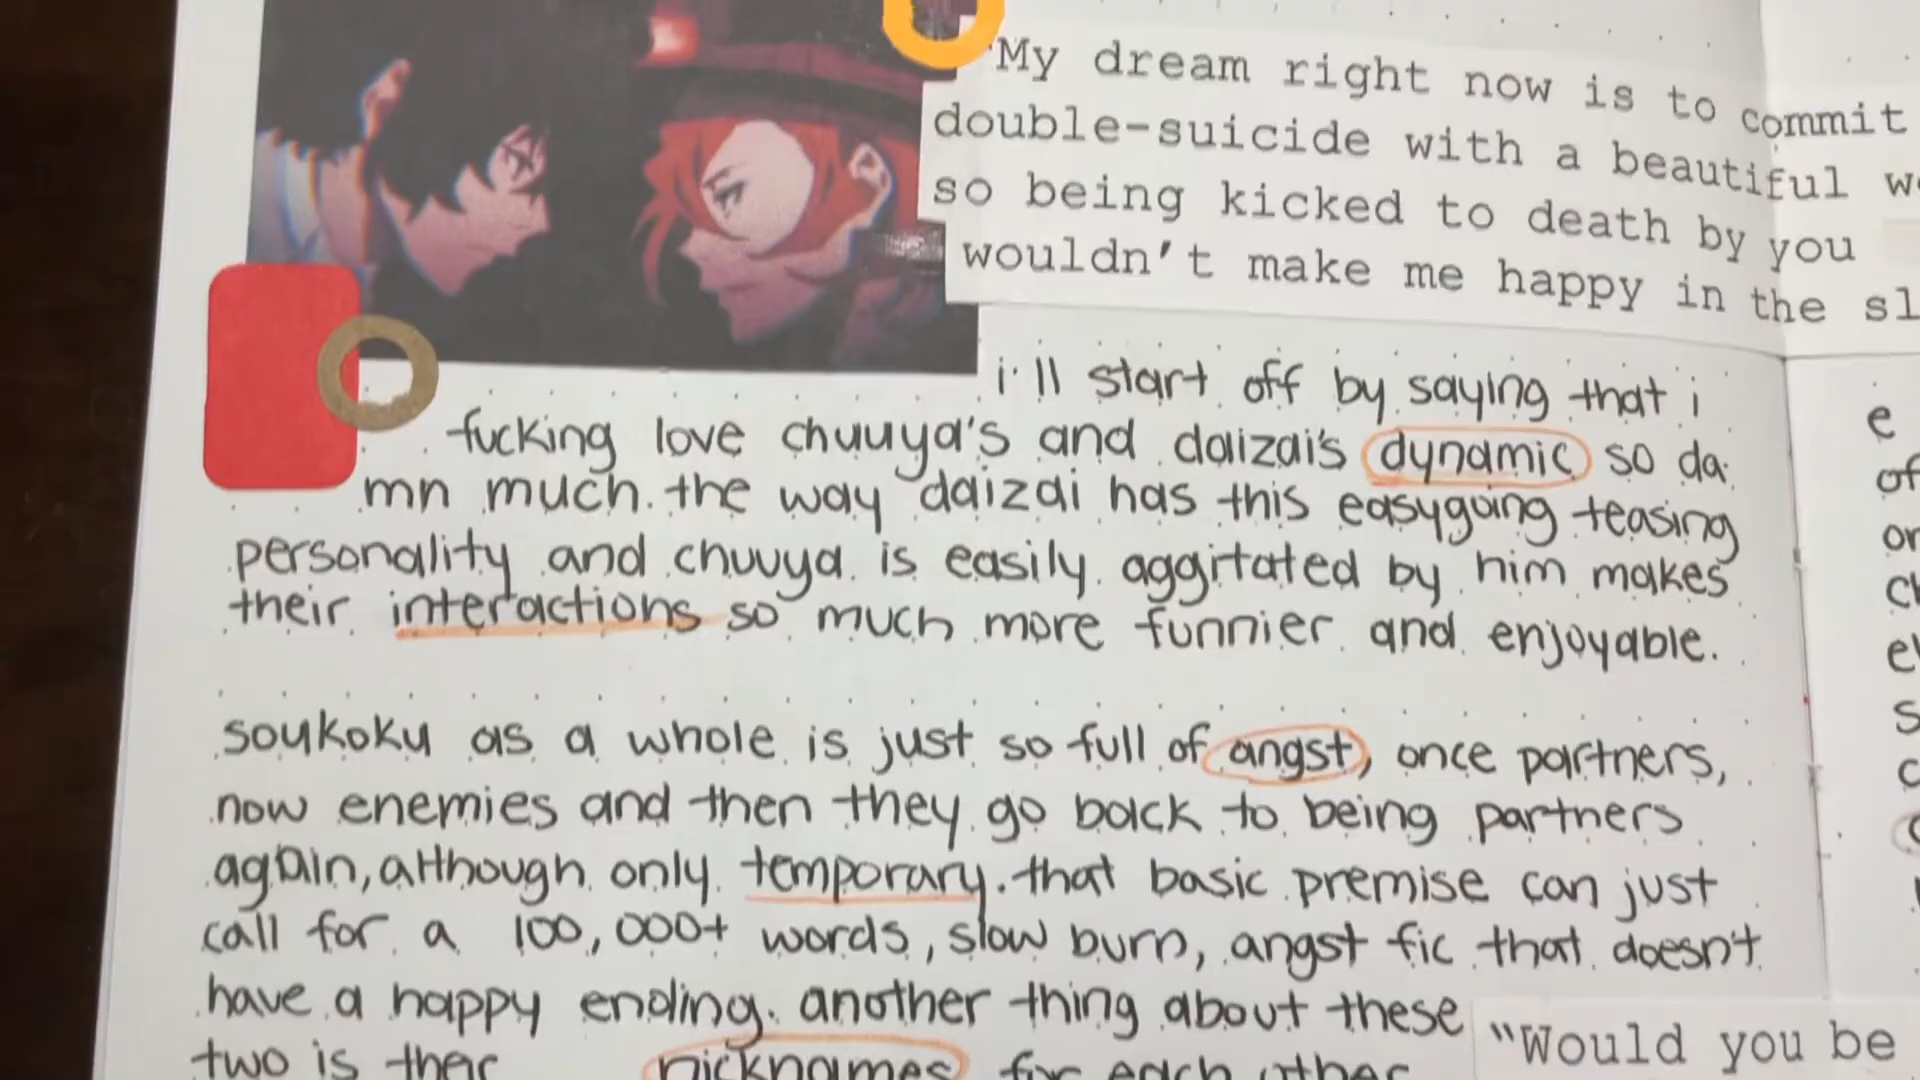 "My dream right now is to commit
double-suicide with a beautiful
so being kicked to death by you
wouldn't make me happy in the
i'll start off by saying that i
fucking love chuuya's and daizai's dynamic so da
mn much. the way daizai has this easygoing teasing
personality and chuuya is easily aggitated by him makes
their interactions so much more funnier and enjoyable.
soukoku as a whole is just so full of angst, once partners,
now enemies and then they go back to being partners
again, although only temporary. that basic premise can just
call for a 100,000+ words, slow burn, angst fic that doesn't
have a happy ending. another thing about these
two is their nicknames for each other
"Would you be
e
of